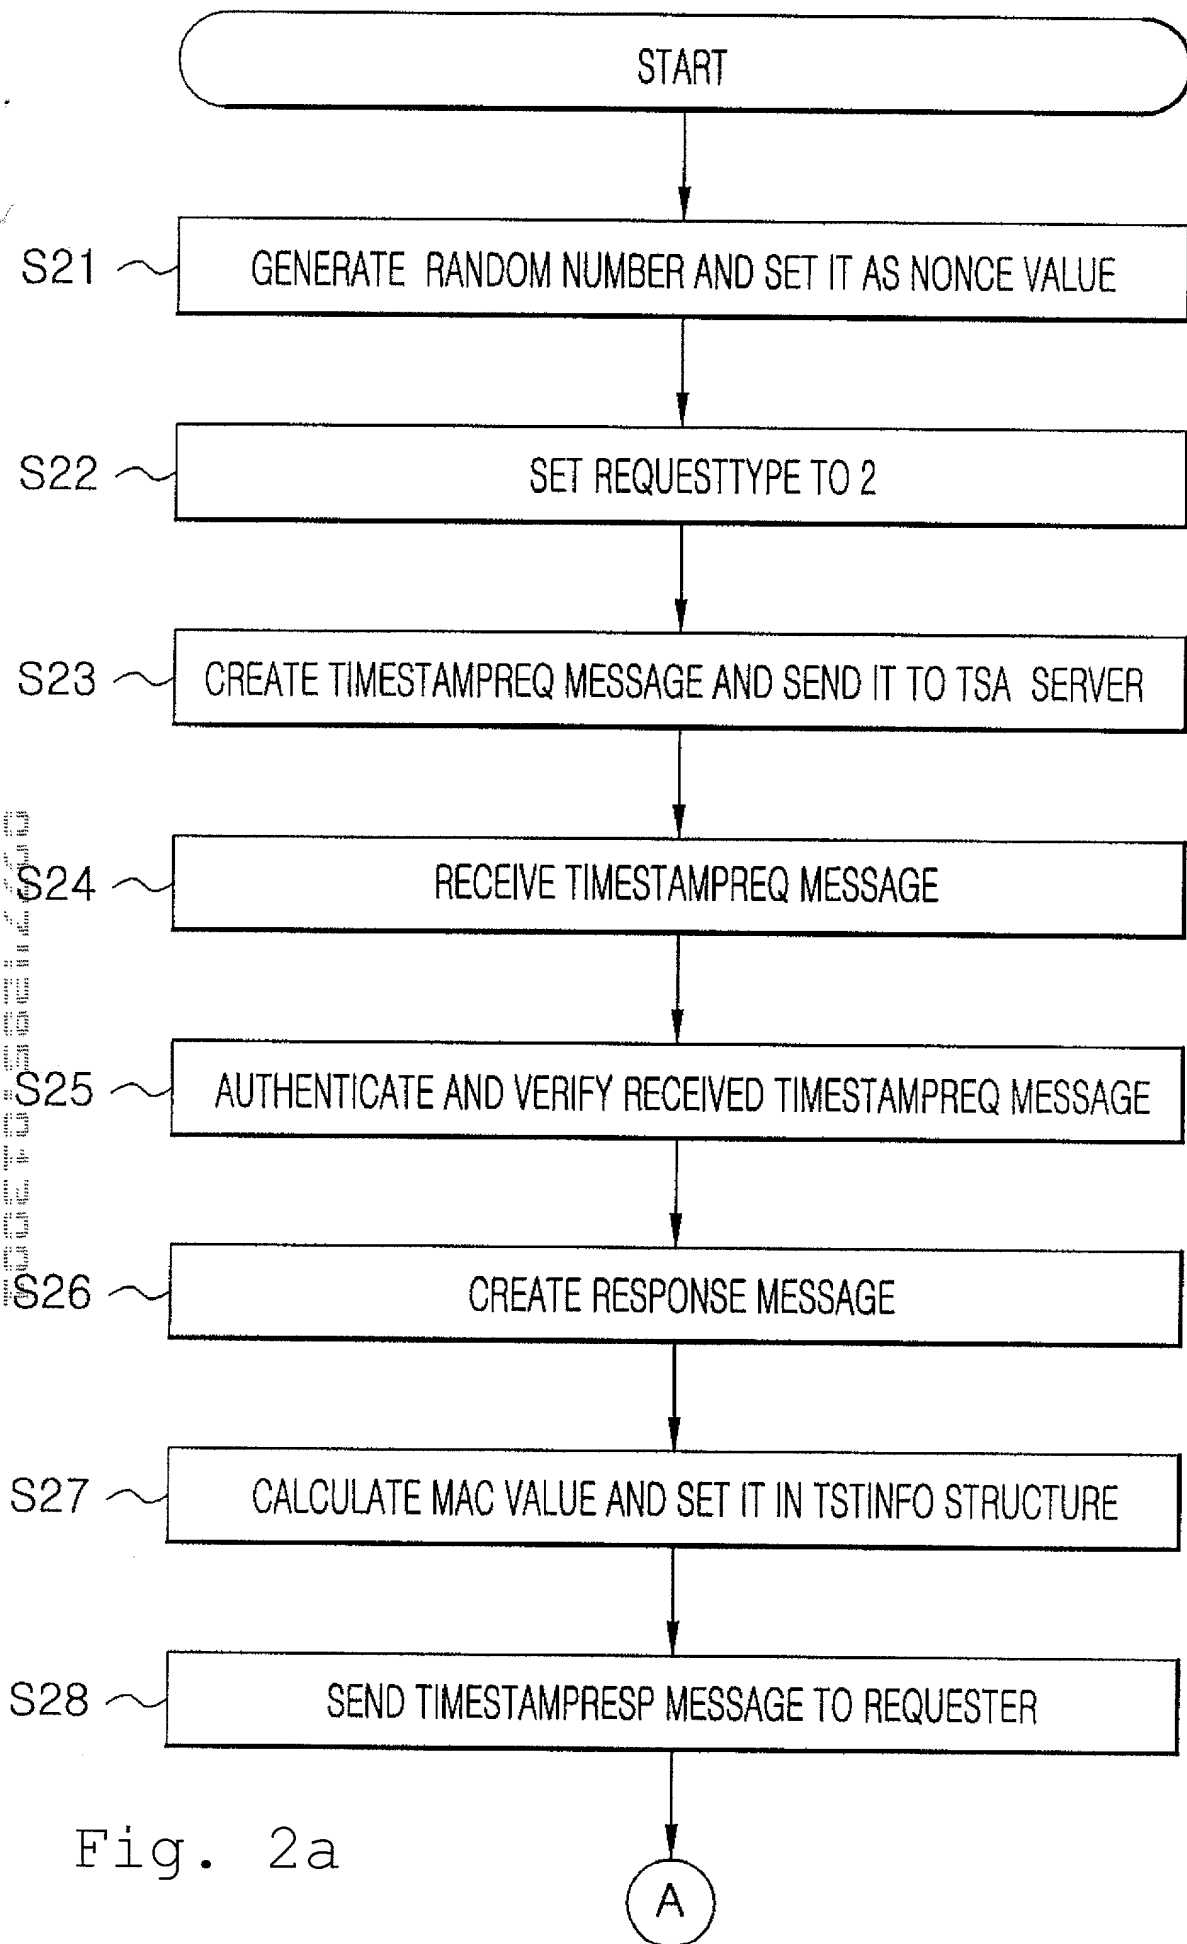 START
S21 GENERATE RANDOM NUMBER AND SET IT AS NONCE VALUE
S22 SET REQUESTTYPE TO 2
S23 CREATE TIMESTAMPREQ MESSAGE AND SEND IT TO TSA SERVER
S24 RECEIVE TIMESTAMPREQ MESSAGE
S25 AUTHENTICATE AND VERIFY RECEIVED TIMESTAMPREQ MESSAGE
S26 CREATE RESPONSE MESSAGE
S27 CALCULATE MAC VALUE AND SET IT IN TSTINFO STRUCTURE
S28 SEND TIMESTAMPRESP MESSAGE TO REQUESTER
Fig. 2a
A